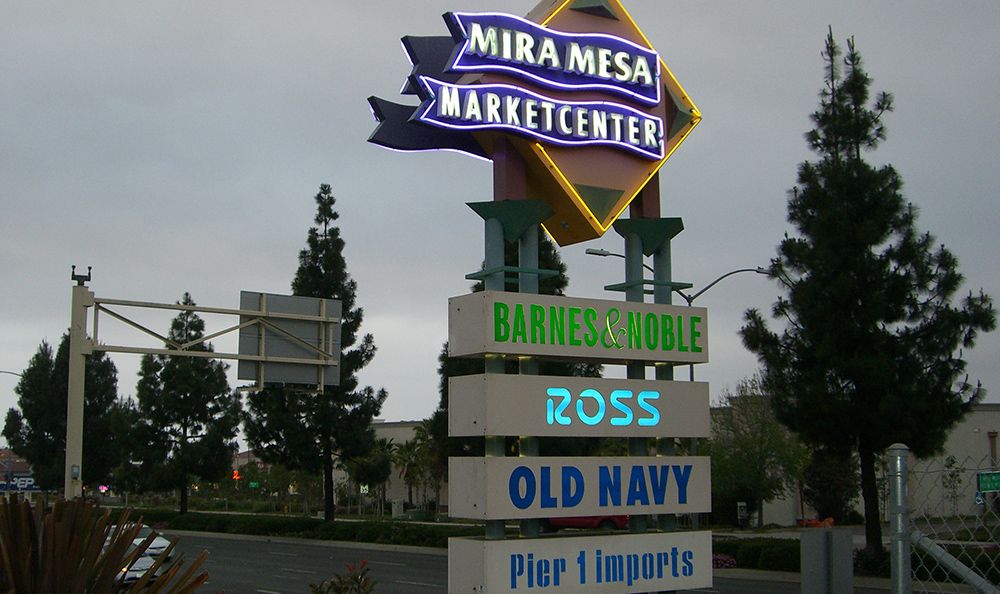 MIRA MESA
MARKETCENTER
BARNES&NOBLE
ROSS
OLD NAVY
Pier 1 imports